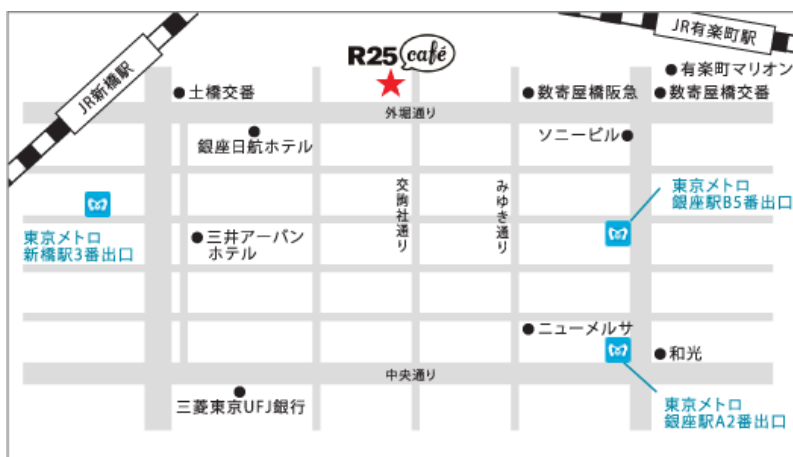 JR有楽町駅
JR新橋駅
R25 café
有楽町マリオン
土橋交番
数寄屋橋阪急
数寄屋橋交番
外堀通り
銀座日航ホテル
ソニービル
交詢社通り
みゆき通り
東京メトロ
銀座駅B5番出口
東京メトロ
新橋駅3番出口
三井アーバン
ホテル
ニューメルサ
和光
中央通り
三菱東京UFJ銀行
東京メトロ
銀座駅A2番出口